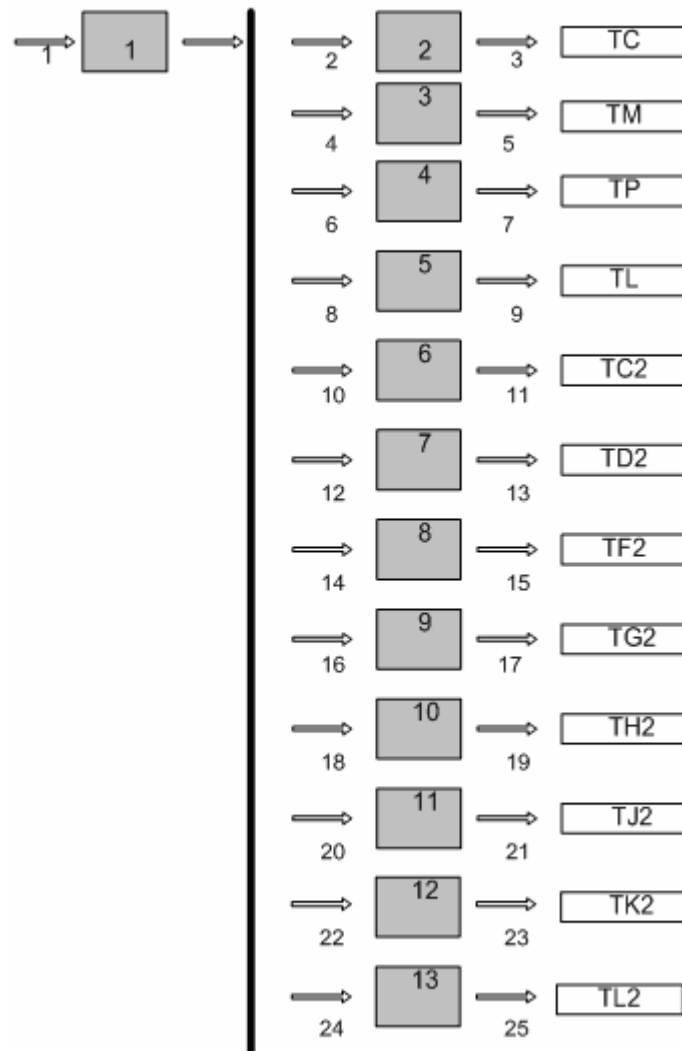 1 1 2 2 3 TC
4 3 5 TM
6 4 7 TP
8 5 9 TL
10 6 11 TC2
12 7 13 TD2
14 8 15 TF2
16 9 17 TG2
18 10 19 TH2
20 11 21 TJ2
22 12 23 TK2
24 13 25 TL2